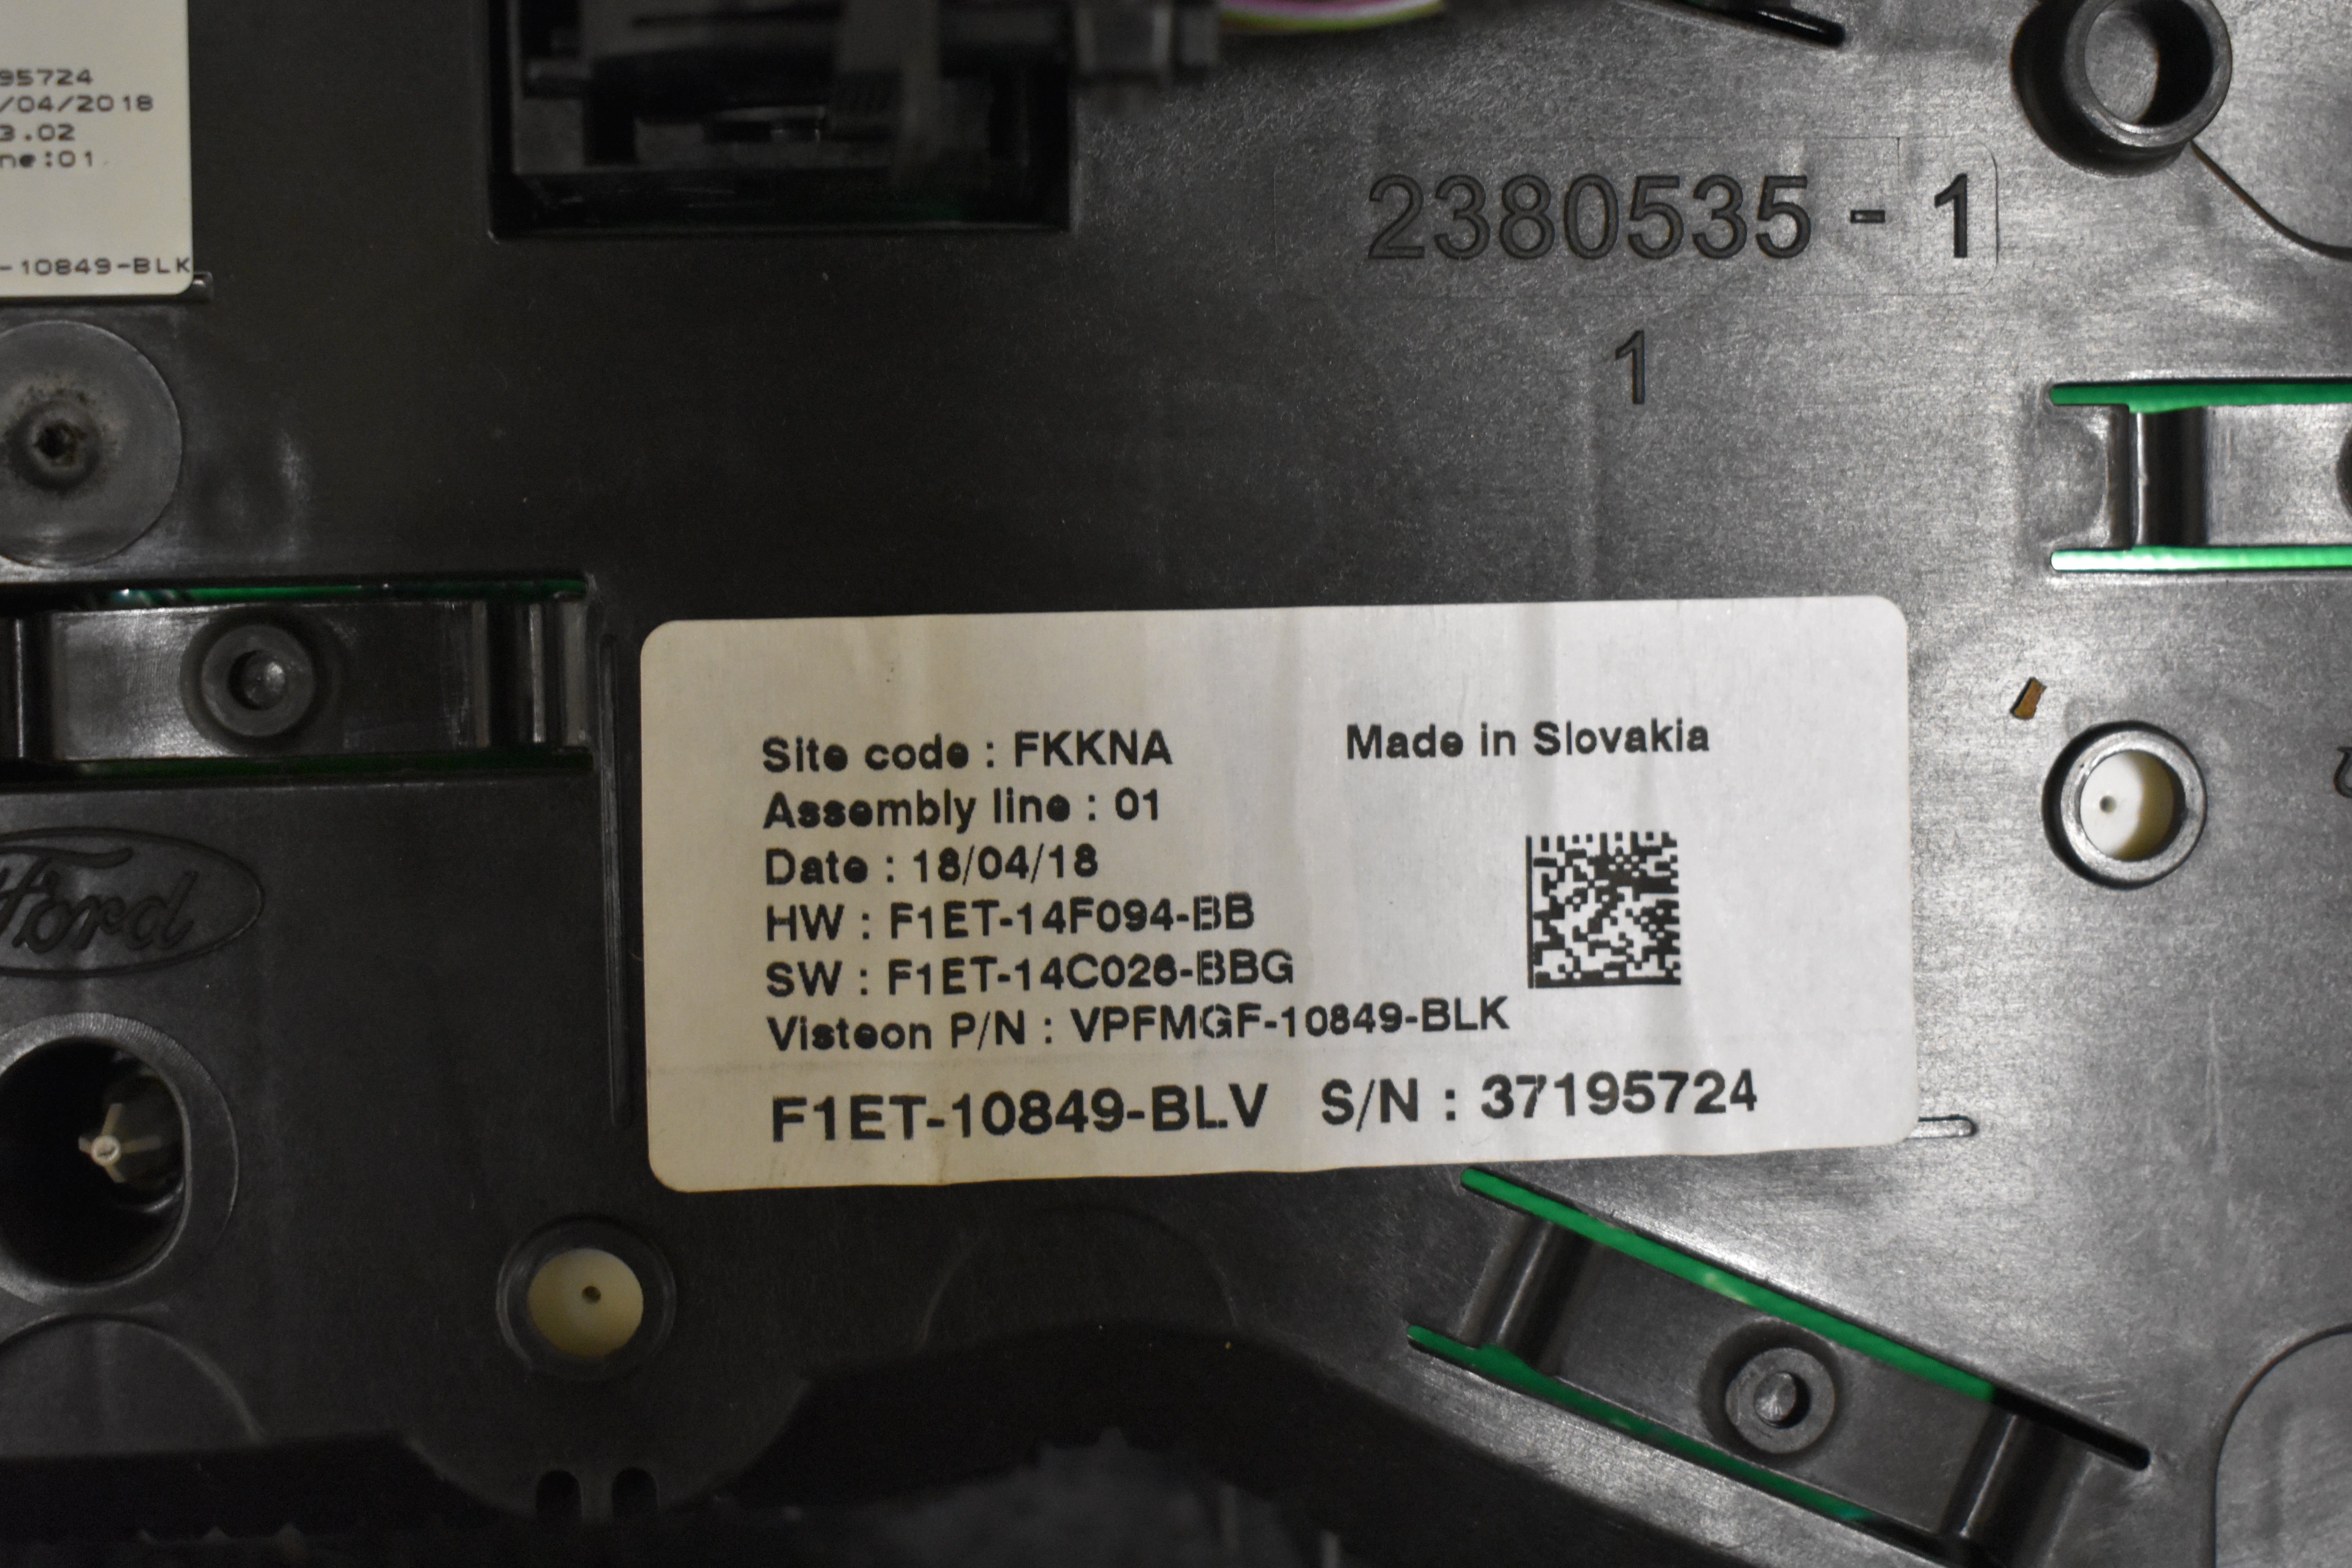 95724
/04/2018
3.02
ne:01
-10849-BLK
2380535 - 1
1
Ford
Site code : FKKNA
Made in Slovakia
Assembly line : 01
Date : 18/04/18
HW : F1ET-14F094-BB
SW : F1ET-14C026-BBG
Visteon P/N : VPFMGF-10849-BLK
F1ET-10849-BLV S/N : 37195724